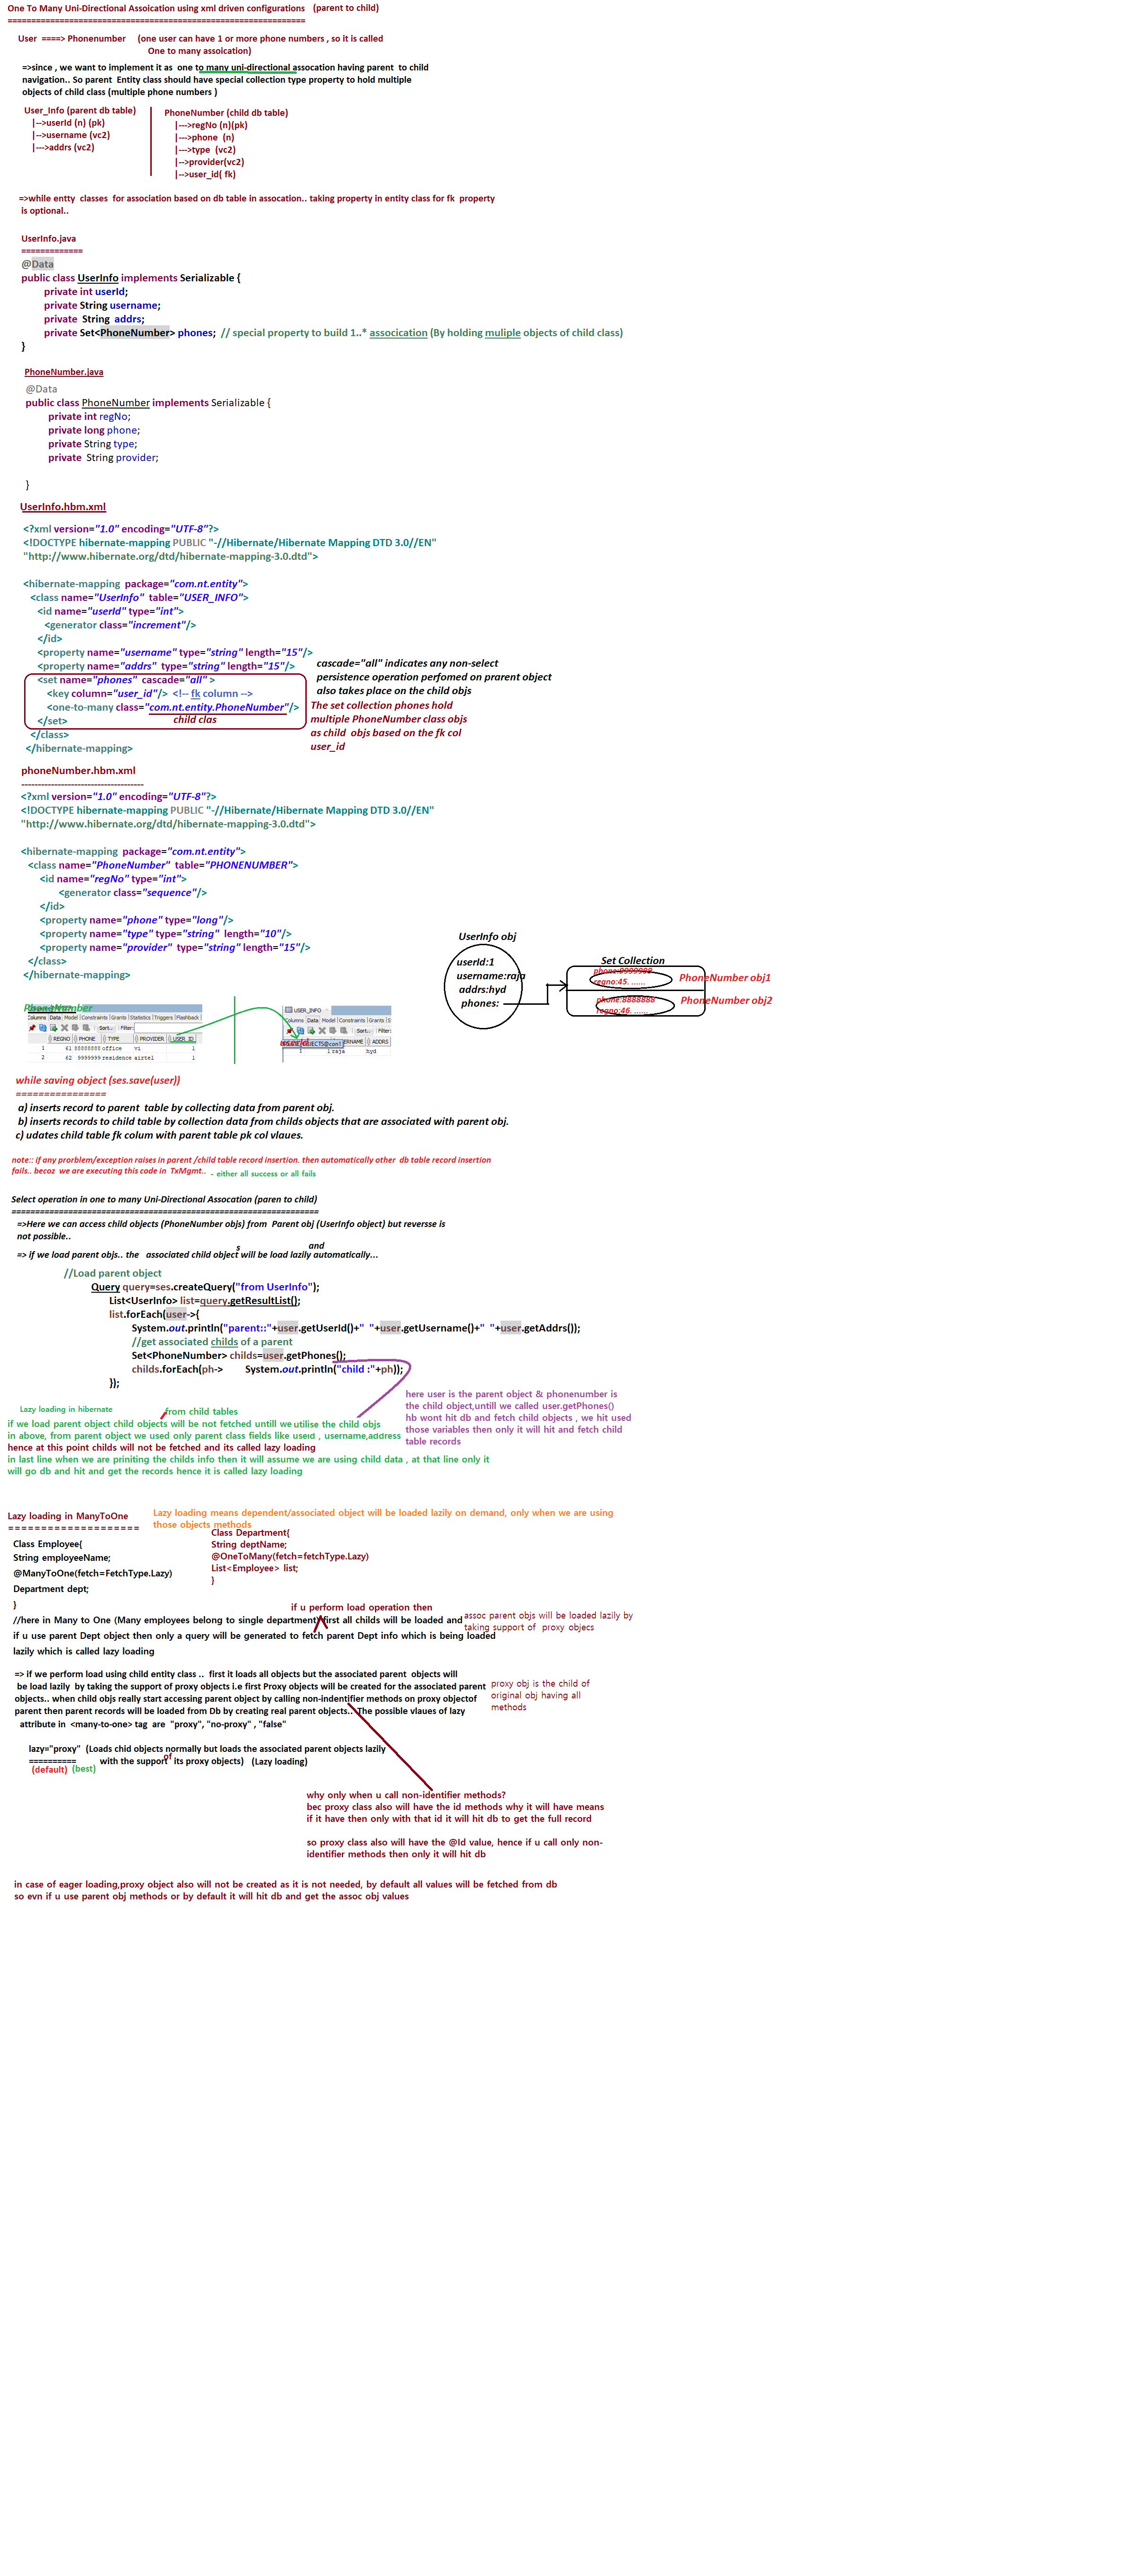 One To Many Uni-Directional Assoication using xml driven configurations (parent to child)
===============================================================
User ====> Phonenumber (one user can have 1 or more phone numbers , so it is called
One to many assoication)
=>since , we want to implement it as one to many uni-directional assocation having parent to child
navigation.. So parent Entity class should have special collection type property to hold multiple
objects of child class (multiple phone numbers )
User_Info (parent db table)
|-->userId (n) (pk)
|-->username (vc2)
|--->addrs (vc2)
PhoneNumber (child db table)
|--->regNo (n)(pk)
|--->phone (n)
|--->type (vc2)
|-->provider(vc2)
|-->user_id( fk)
=>while entty classes for association based on db table in assocation.. taking property in entity class for fk property
is optional..
UserInfo.java
=============
@Data
public class UserInfo implements Serializable {
private int userId;
private String username;
private String addrs;
private Set<PhoneNumber> phones; // special property to build 1..* assocication (By holding muliple objects of child class)
}
PhoneNumber.java
@Data
public class PhoneNumber implements Serializable {
private int regNo;
private long phone;
private String type;
private String provider;
}
UserInfo.hbm.xml
<?xml version="1.0" encoding="UTF-8"?>
<!DOCTYPE hibernate-mapping PUBLIC "-//Hibernate/Hibernate Mapping DTD 3.0//EN"
"http://www.hibernate.org/dtd/hibernate-mapping-3.0.dtd">
<hibernate-mapping package="com.nt.entity">
<class name="UserInfo" table="USER_INFO">
<id name="userId" type="int">
<generator class="increment"/>
</id>
<property name="username" type="string" length="15"/>
<property name="addrs" type="string" length="15"/>
<set name="phones" cascade="all" >
<key column="user_id"/> <!-- fk column -->
<one-to-many class="com.nt.entity.PhoneNumber"/>
</set>
child clas
</class>
</hibernate-mapping>
cascade="all" indicates any non-select
persistence operation perfomed on prarent object
also takes place on the child objs
The set collection phones hold
multiple PhoneNumber class objs
as child objs based on the fk col
user_id
phoneNumber.hbm.xml
-------------------------------------
<?xml version="1.0" encoding="UTF-8"?>
<!DOCTYPE hibernate-mapping PUBLIC "-//Hibernate/Hibernate Mapping DTD 3.0//EN"
"http://www.hibernate.org/dtd/hibernate-mapping-3.0.dtd">
<hibernate-mapping package="com.nt.entity">
<class name="PhoneNumber" table="PHONENUMBER">
<id name="regNo" type="int">
<generator class="sequence"/>
</id>
<property name="phone" type="long"/>
<property name="type" type="string" length="10"/>
<property name="provider" type="string" length="15"/>
</class>
</hibernate-mapping>
UserInfo obj
userId:1
username:raja
addrs:hyd
phones:
Set Collection
phone:9999988
regno:45. ......
PhoneNumber obj1
phone:8888888
regno:46. ......
PhoneNumber obj2
PhoneNumber
Columns Data Model Constraints Grants Statistics Triggers Flashback
Sort.. Filter:
REGNO PHONE TYPE PROVIDER USER_ID
1 61 88888888 office vi 1
2 62 9999999 residence airtel 1
USER_INFO
Columns Data Model Constraints Grants S
Sort.. Filter:
ERNAME ADDRS
1 1 raja hyd
while saving object (ses.save(user))
================
a) inserts record to parent table by collecting data from parent obj.
b) inserts records to child table by collection data from childs objects that are associated with parent obj.
c) udates child table fk colum with parent table pk col vlaues.
note:: if any prorblem/exception raises in parent /child table record insertion. then automatically other db table record insertion
fails.. becoz we are executing this code in TxMgmt.. - either all success or all fails
Select operation in one to many Uni-Directional Assocation (paren to child)
=================================================================
=>Here we can access child objects (PhoneNumber objs) from Parent obj (UserInfo object) but reversse is
not possible..
s and
=> if we load parent objs.. the associated child object will be load lazily automatically...
//Load parent object
Query query=ses.createQuery("from UserInfo");
List<UserInfo> list=query.getResultList();
list.forEach(user->{
System.out.println("parent::"+user.getUserId()+" "+user.getUsername()+" "+user.getAddrs());
//get associated childs of a parent
Set<PhoneNumber> childs=user.getPhones();
childs.forEach(ph-> System.out.println("child :"+ph));
});
here user is the parent object & phonenumber is
the child object,untill we called user.getPhones()
hb wont hit db and fetch child objects , we hit used
those variables then only it will hit and fetch child
table records
Lazy loading in hibernate
from child tables
if we load parent object child objects will be not fetched untill we utilise the child objs
in above, from parent object we used only parent class fields like useid , username,address
hence at this point childs will not be fetched and its called lazy loading
in last line when we are priniting the childs info then it will assume we are using child data , at that line only it
will go db and hit and get the records hence it is called lazy loading
Lazy loading in ManyToOne
====================
Lazy loading means dependent/associated object will be loaded lazily on demand, only when we are using
those objects methods
Class Employee{
String employeeName;
@ManyToOne(fetch=FetchType.Lazy)
Department dept;
}
Class Department{
String deptName;
@OneToMany(fetch=fetchType.Lazy)
List<Employee> list;
}
if u perform load operation then
//here in Many to One (Many employees belong to single department) first all childs will be loaded and
if u use parent Dept object then only a query will be generated to fetch parent Dept info which is being loaded
lazily which is called lazy loading
assoc parent objs will be loaded lazily by
taking support of proxy objecs
=> if we perform load using child entity class .. first it loads all objects but the associated parent objects will
be load lazily by taking the support of proxy objects i.e first Proxy objects will be created for the associated parent
objects.. when child objs really start accessing parent object by calling non-indentifier methods on proxy objectof
parent then parent records will be loaded from Db by creating real parent objects.. The possible vlaues of lazy
attribute in <many-to-one> tag are "proxy", "no-proxy" , "false"
proxy obj is the child of
original obj having all
methods
lazy="proxy" (Loads chid objects normally but loads the associated parent objects lazily
========== with the support of its proxy objects) (Lazy loading)
(default) (best)
why only when u call non-identifier methods?
bec proxy class also will have the id methods why it will have means
if it have then only with that id it will hit db to get the full record
so proxy class also will have the @Id value, hence if u call only non-
identifier methods then only it will hit db
in case of eager loading,proxy object also will not be created as it is not needed, by default all values will be fetched from db
so evn if u use parent obj methods or by default it will hit db and get the assoc obj values